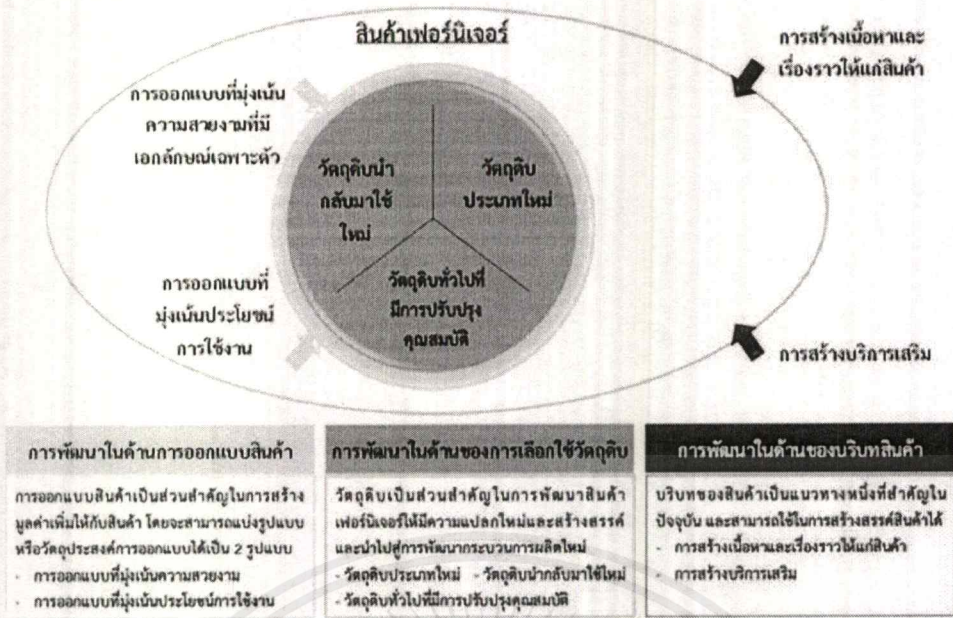 สินค้าเฟอร์นิเจอร์
การสร้างเนื้อหาและ
เรื่องราวให้แก่สินค้า
การออกแบบที่มุ่งเน้น
ความสวยงามที่มี
เอกลักษณ์เฉพาะตัว
วัตถุดิบนำ
กลับมาใช้
ใหม่
วัตถุดิบ
ประเภทใหม่
วัตถุดิบทั่วไปที่
มีการปรับปรุง
คุณสมบัติ
การออกแบบที่
มุ่งเน้นประโยชน์
การใช้งาน
การสร้างบริการเสริม
การพัฒนาในด้านการออกแบบสินค้า
การออกแบบสินค้าเป็นส่วนสำคัญในการสร้าง
มูลค่าเพิ่มให้กับสินค้า โดยจะสามารถแบ่งรูปแบบ
หรือวัตถุประสงค์การออกแบบได้เป็น 2 รูปแบบ
- การออกแบบที่มุ่งเน้นความสวยงาม
- การออกแบบที่มุ่งเน้นประโยชน์การใช้งาน
การพัฒนาในด้านของการเลือกใช้วัตถุดิบ
วัตถุดิบเป็นส่วนสำคัญในการพัฒนาสินค้า
เฟอร์นิเจอร์ให้มีความแปลกใหม่และสร้างสรรค์
และนำไปสู่การพัฒนากระบวนการผลิตใหม่
- วัตถุดิบประเภทใหม่ - วัตถุดิบนำกลับมาใช้ใหม่
- วัตถุดิบทั่วไปที่มีการปรับปรุงคุณสมบัติ
การพัฒนาในด้านของบริบทสินค้า
บริบทของสินค้าเป็นแนวทางหนึ่งที่สำคัญใน
ปัจจุบัน และสามารถใช้ในการสร้างสรรค์สินค้าได้
- การสร้างเนื้อหาและเรื่องราวให้แก่สินค้า
- การสร้างบริการเสริม